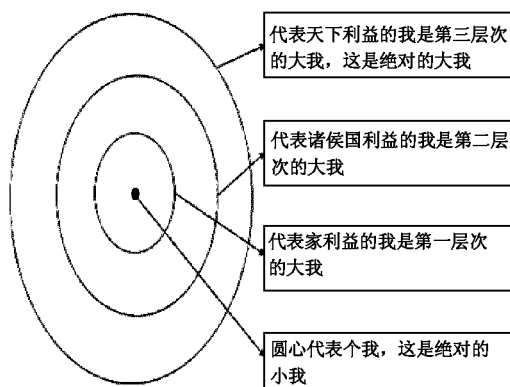 代表天下利益的我是第三层次
的大我，这是绝对的大我
代表诸侯国利益的我是第二层
次的大我
代表家利益的我是第一层次
的大我
圆心代表个我，这是绝对的
小我